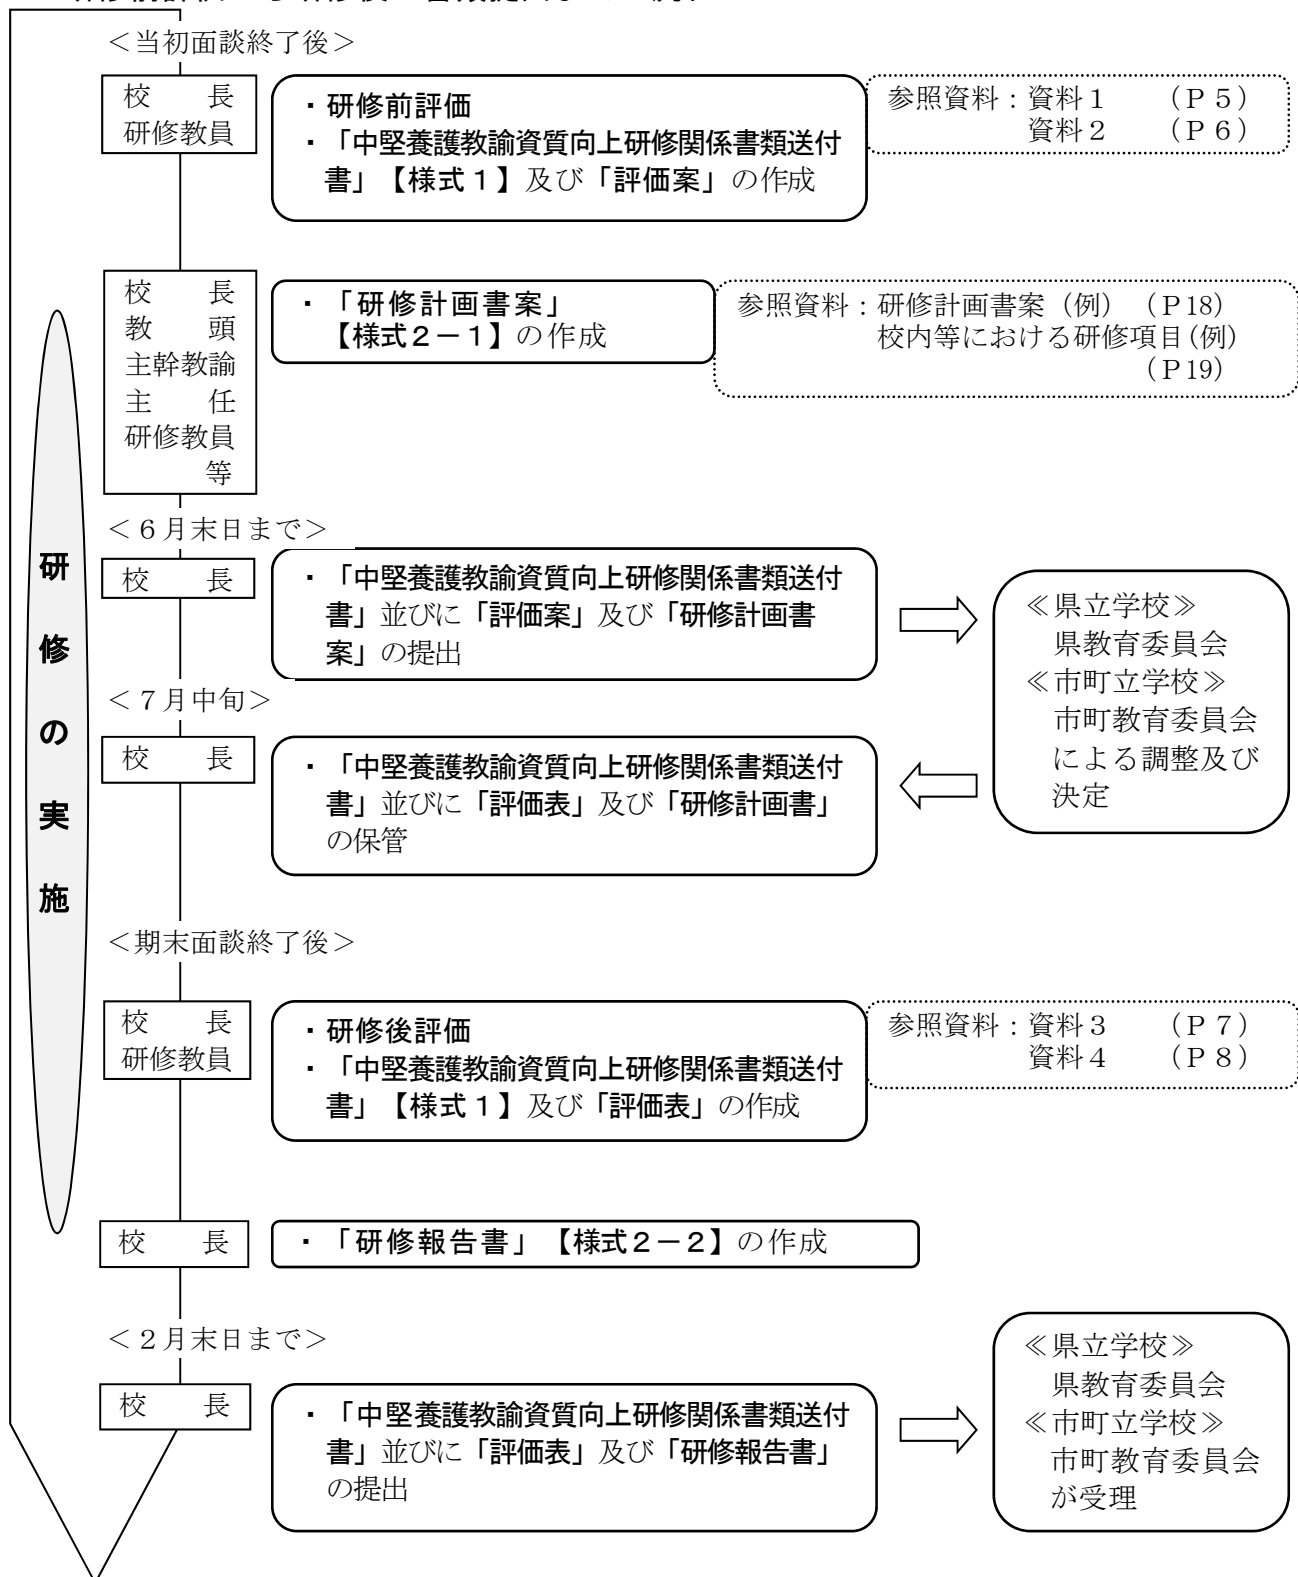 ＜当初面談終了後＞
校　　長
研修教員
・研修前評価
・「中堅養護教諭資質向上研修関係書類送付
書」【様式１】及び「評価案」の作成
参照資料：資料１　（Ｐ５）
資料２　（Ｐ６）
校　　長
教　　頭
主幹教諭
主　　任
研修教員
等
・「研修計画書案」
【様式２－１】の作成
参照資料：研修計画書案（例）（Ｐ18）
校内等における研修項目(例)
（Ｐ19）
＜６月末日まで＞
校　　長
・「中堅養護教諭資質向上研修関係書類送付
書」並びに「評価案」及び「研修計画書
案」の提出
≪県立学校≫
県教育委員会
≪市町立学校≫
市町教育委員会
による調整及び
決定
＜７月中旬＞
校　　長
・「中堅養護教諭資質向上研修関係書類送付
書」並びに「評価表」及び「研修計画書」
の保管
研修の実施
＜期末面談終了後＞
校　　長
研修教員
・研修後評価
・「中堅養護教諭資質向上研修関係書類送付
書」【様式１】及び「評価表」の作成
参照資料：資料３　（Ｐ７）
資料４　（Ｐ８）
校　　長
・「研修報告書」【様式２－２】の作成
＜２月末日まで＞
校　　長
・「中堅養護教諭資質向上研修関係書類送付
書」並びに「評価表」及び「研修報告書」
の提出
≪県立学校≫
県教育委員会
≪市町立学校≫
市町教育委員会
が受理